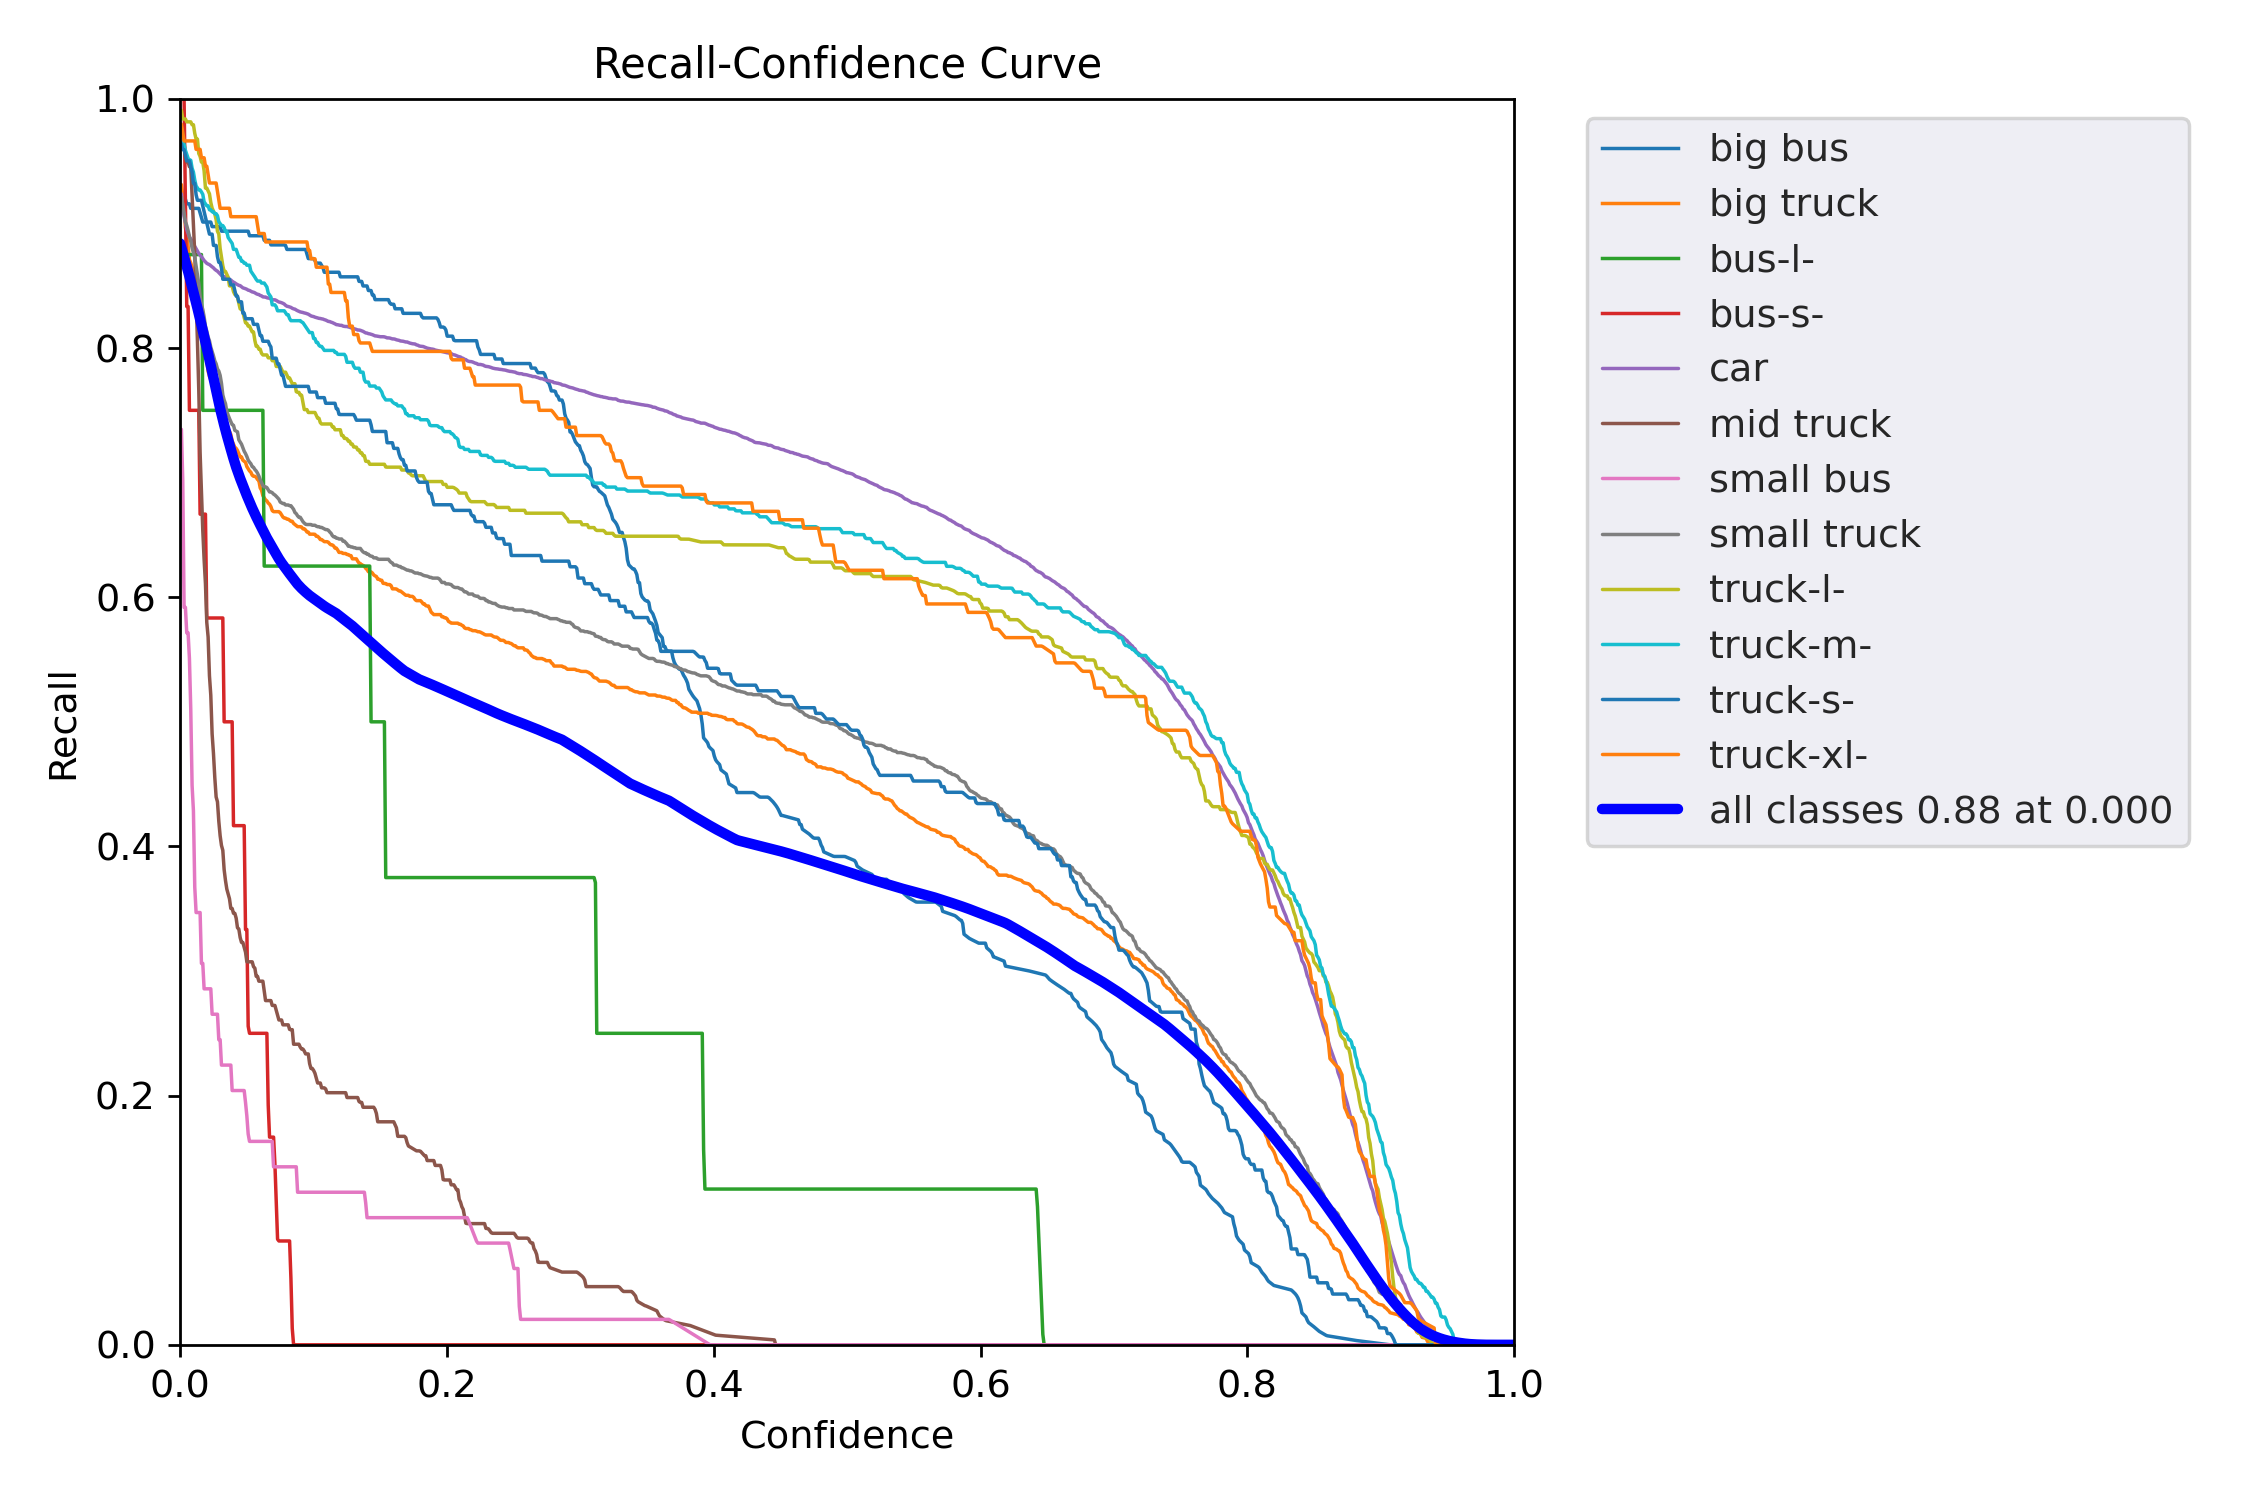 Recall-Confidence Curve
1.0
0.8
0.6
0.4
0.2
0.0
Recall
0.0 0.2 0.4 0.6 0.8 1.0
Confidence
big bus
big truck
bus-l-
bus-s-
car
mid truck
small bus
small truck
truck-l-
truck-m-
truck-s-
truck-xl-
all classes 0.88 at 0.000